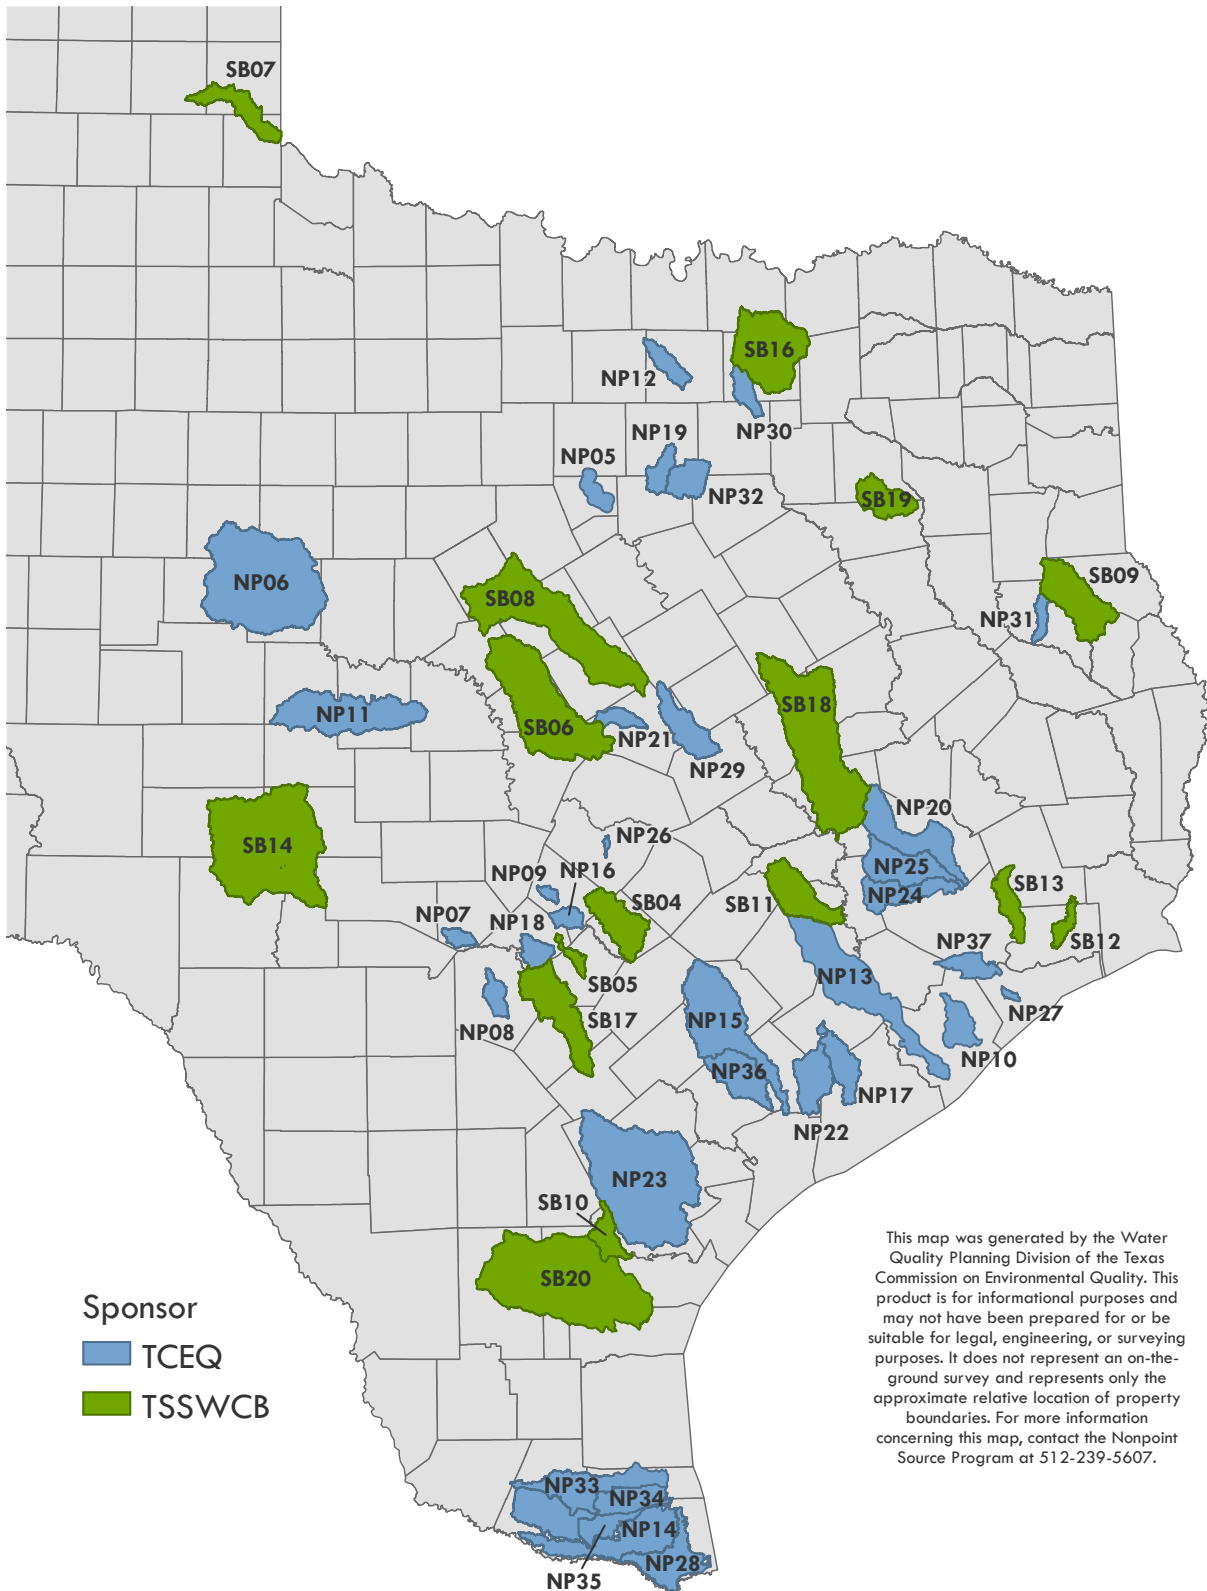 SB07
SB16
NP12
NP30
NP19
NP05
NP32
SB19
NP06
SB08
SB09
NP31
SB18
NP11
SB06
NP21
NP29
NP20
NP26
SB14
NP25
NP09
NP16
NP24
SB13
SB04
SB11
NP07
NP18
SB12
NP37
NP13
SB05
NP27
NP08
SB17
NP15
NP10
NP36
NP17
NP22
NP23
SB10
SB20
This map was generated by the Water
Quality Planning Division of the Texas
Commission on Environmental Quality. This
product is for informational purposes and
may not have been prepared for or be
suitable for legal, engineering, or surveying
purposes. It does not represent an on-the-
ground survey and represents only the
approximate relative location of property
boundaries. For more information
concerning this map, contact the Nonpoint
Source Program at 512-239-5607.
Sponsor
TCEQ
TSSWCB
NP33
NP34
NP14
NP28
NP35